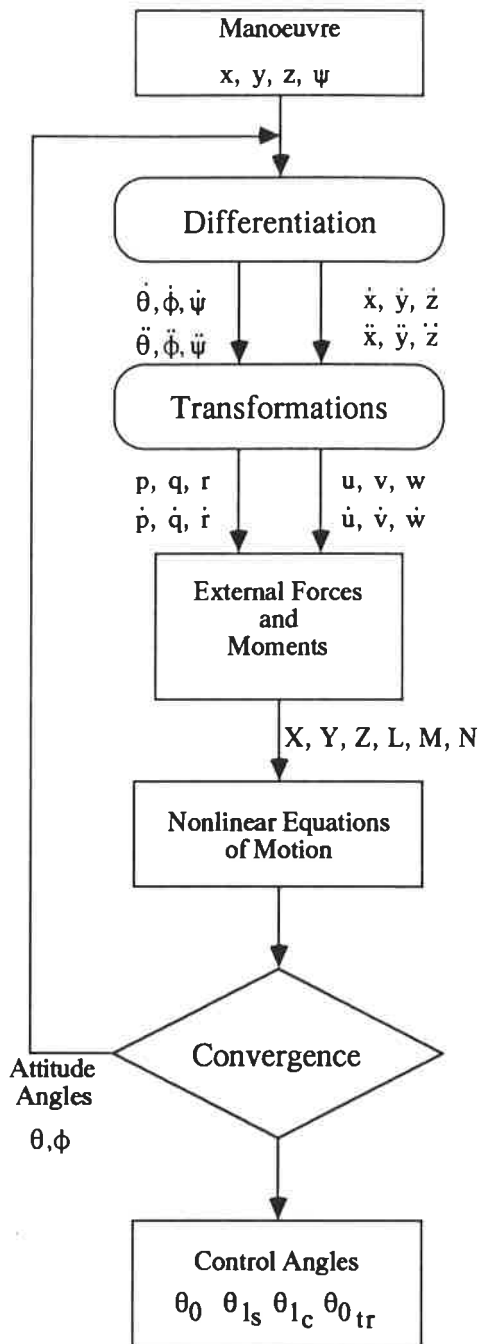 Manoeuvre
x, y, z, ψ
Differentiation
θ̇, φ̇, ψ̇
θ̈, φ̈, ψ̈
ẋ, ẏ, ż
ẍ, ÿ, z̈
Transformations
p, q, r
ṗ, q̇, ṙ
u, v, w
u̇, v̇, ẇ
External Forces
and
Moments
X, Y, Z, L, M, N
Nonlinear Equations
of Motion
Convergence
Attitude
Angles
θ,φ
Control Angles
θ₀ θ₁ₛ θ₁c θ₀ₜᵣ